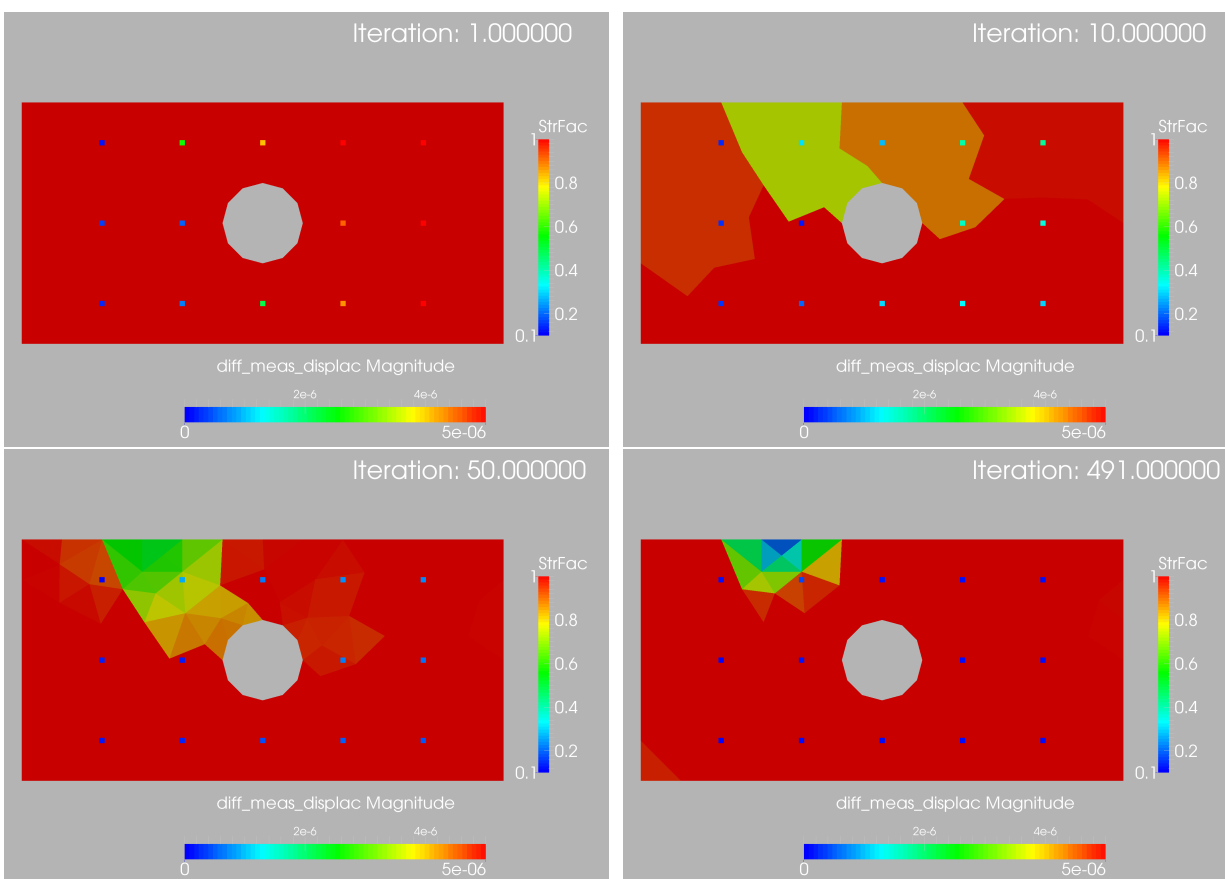 Iteration: 1.000000
StrFac
1
0.8
0.6
0.4
0.2
0.1
diff_meas_displac Magnitude
2e-6 4e-6
0 5e-06
Iteration: 10.000000
StrFac
1
0.8
0.6
0.4
0.2
0.1
diff_meas_displac Magnitude
2e-6 4e-6
0 5e-06
Iteration: 50.000000
StrFac
1
0.8
0.6
0.4
0.2
0.1
diff_meas_displac Magnitude
2e-6 4e-6
0 5e-06
Iteration: 491.000000
StrFac
1
0.8
0.6
0.4
0.2
0.1
diff_meas_displac Magnitude
2e-6 4e-6
0 5e-06